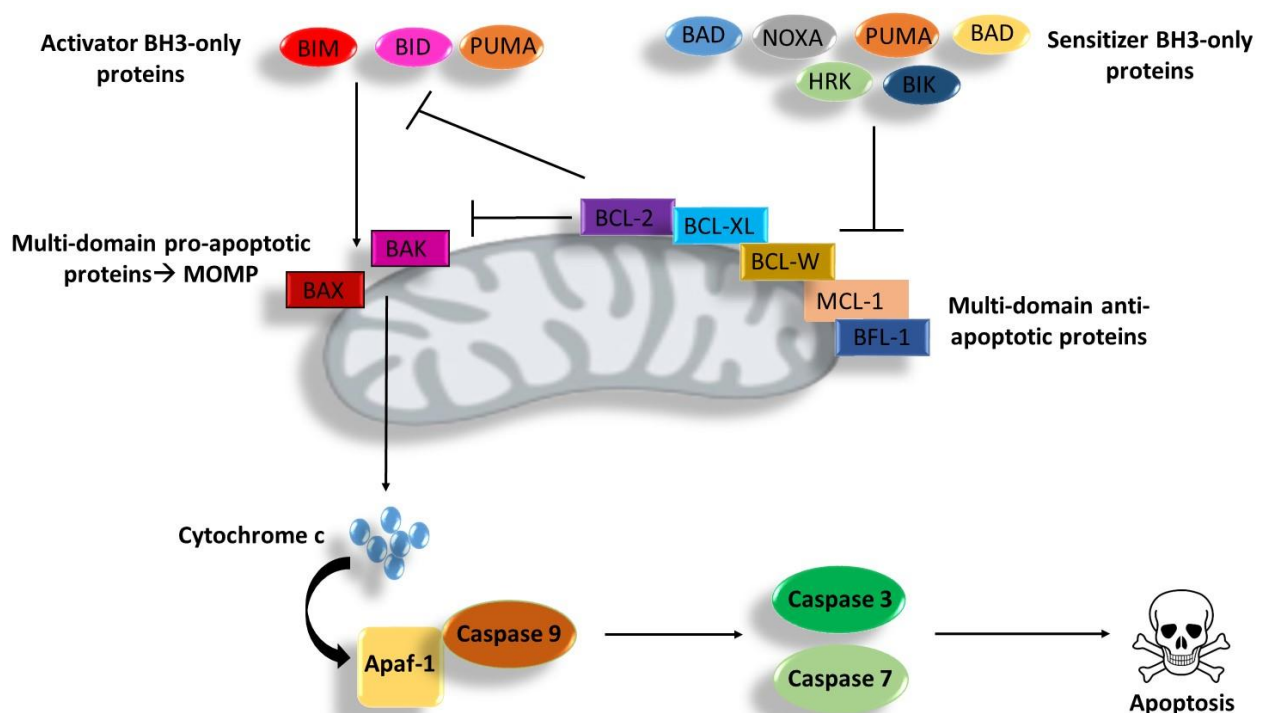 Activator BH3-only
proteins
BIM
BID
PUMA
BAD
NOXA
PUMA
BAD
HRK
BIK
Sensitizer BH3-only
proteins
Multi-domain pro-apoptotic
proteins→ MOMP
BAK
BAX
BCL-2
BCL-XL
BCL-W
MCL-1
BFL-1
Multi-domain anti-
apoptotic proteins
Cytochrome c
Apaf-1
Caspase 9
Caspase 3
Caspase 7
Apoptosis